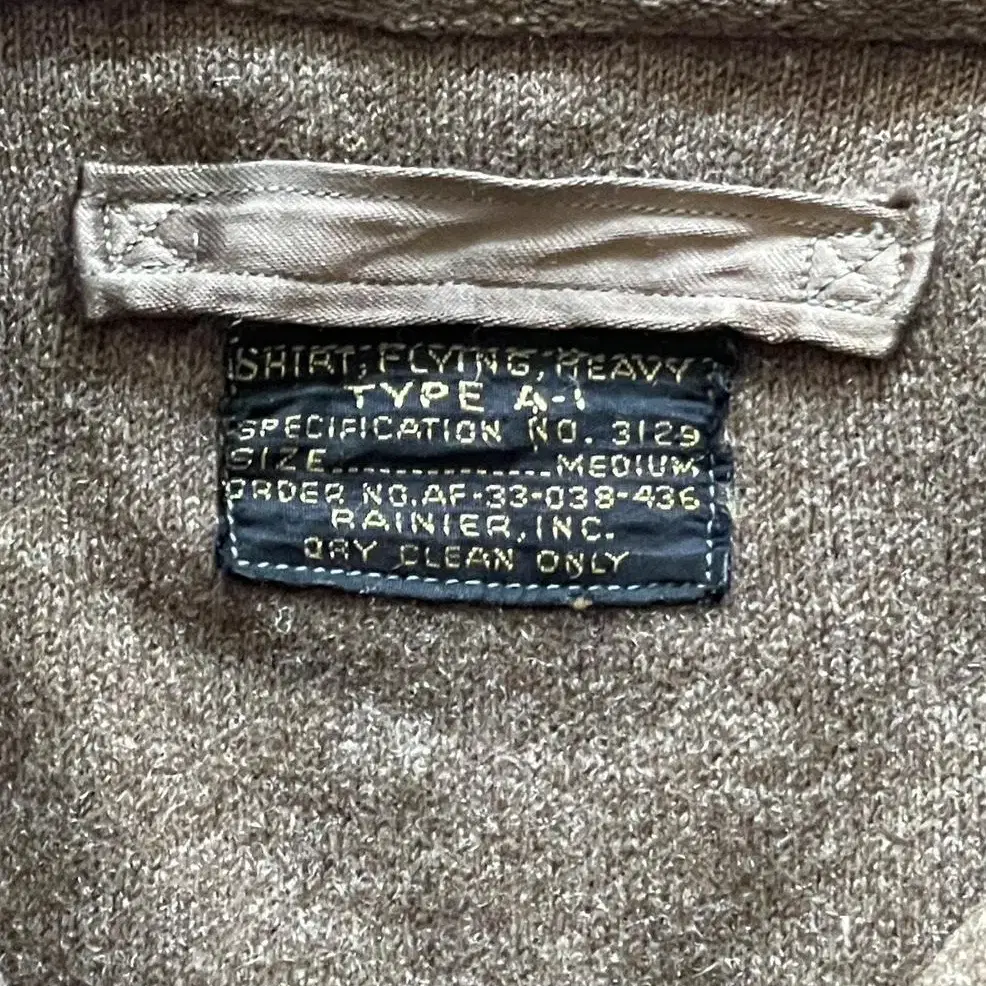 SHIRT, FLYING, HEAVY
TYPE A-1
SPECIFICATION NO. 3129
SIZE................MEDIUM
ORDER NO. AF-33-038-436
RAINIER, INC.
DRY CLEAN ONLY